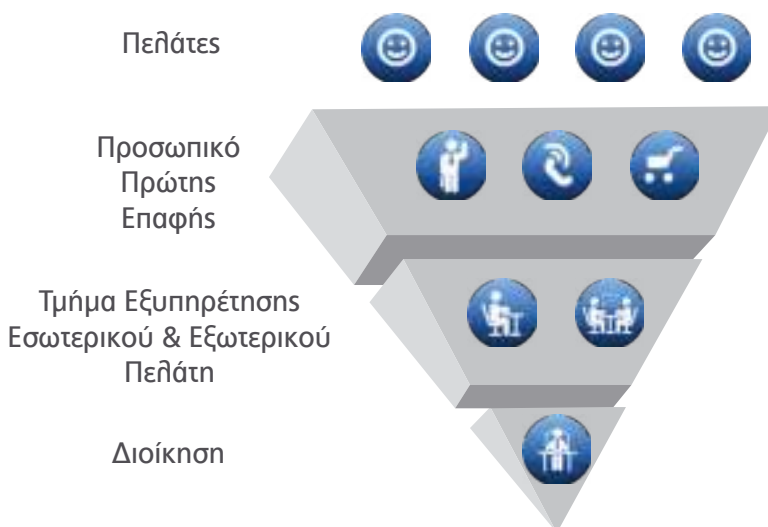 Πελάτες
Προσωπικό
Πρώτης
Επαφής
Τμήμα Εξυπηρέτησης
Εσωτερικού & Εξωτερικού
Πελάτη
Διοίκηση